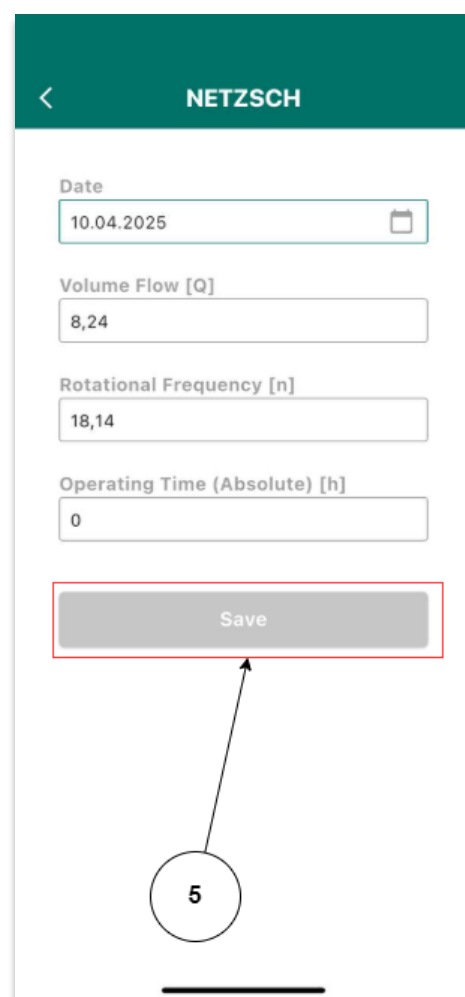 NETZSCH
Date
10.04.2025
Volume Flow [Q]
8,24
Rotational Frequency [n]
18,14
Operating Time (Absolute) [h]
0
Save
5